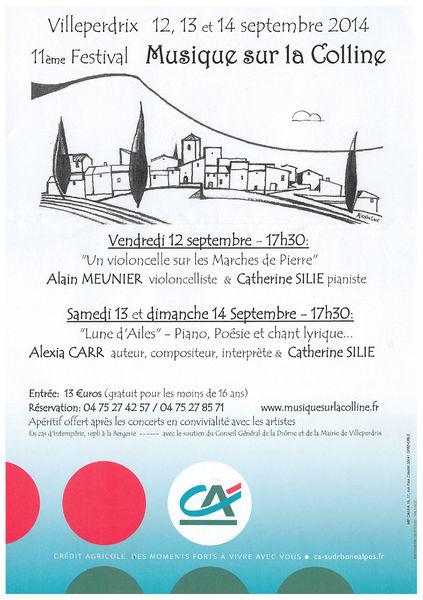 Villeperdrix 12, 13 et 14 septembre 2014
11ème Festival Musique sur la Colline
Vendredi 12 septembre - 17h30:
"Un violoncelle sur les Marches de Pierre"
Alain MEUNIER violoncelliste & Catherine SILIE pianiste
Samedi 13 et dimanche 14 Septembre - 17h30:
"Lune d'Ailes" - Piano, Poésie et chant lyrique...
Alexia CARR auteur, compositeur, interprète & Catherine SILIE
Entrée: 13 €uros (gratuit pour les moins de 16 ans)
Réservation: 04 75 27 42 57 / 04 75 27 85 71 www.musiquesurlacolline.fr
Apéritif offert après les concerts en convivialité avec les artistes
En cas d'intempérie, repli à la Bergerie ------ avec le soutien du Conseil Général de la Drôme et de la Mairie de Villeperdrix
CA
CRÉDIT AGRICOLE. DES MOMENTS FORTS À VIVRE AVEC VOUS • ca-sudrhonealpes.fr